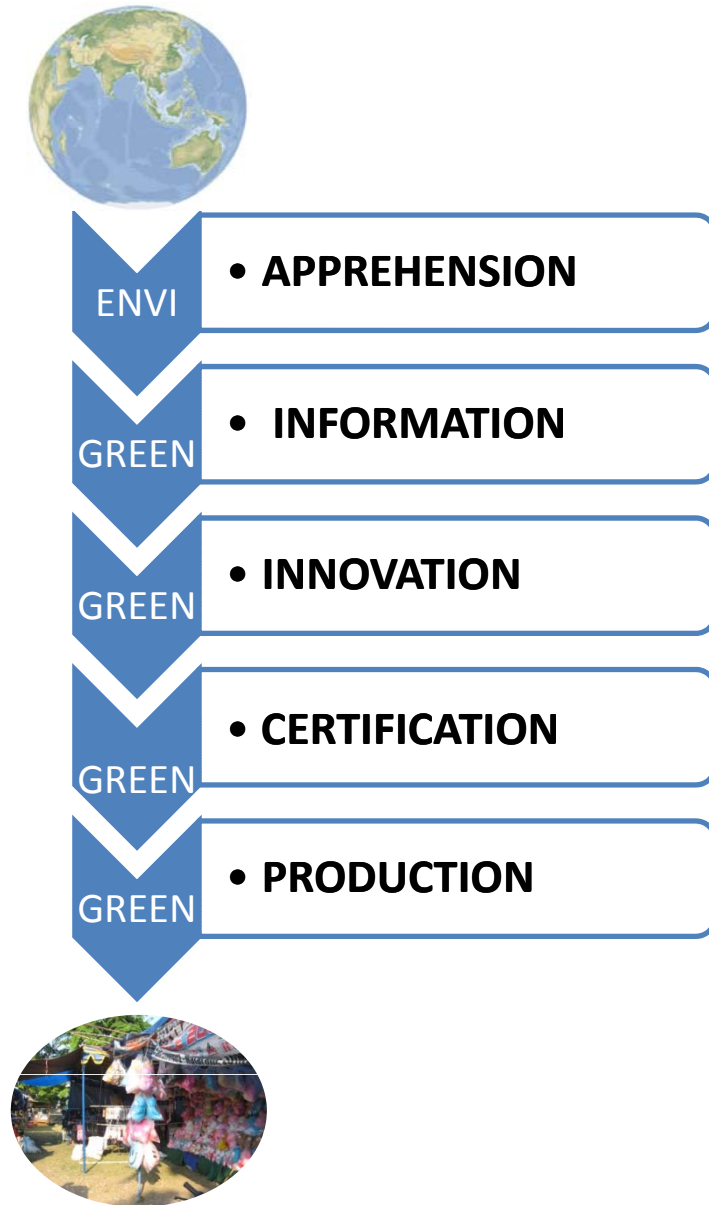 ENVI
• APPREHENSION
GREEN
• INFORMATION
GREEN
• INNOVATION
GREEN
• CERTIFICATION
GREEN
• PRODUCTION